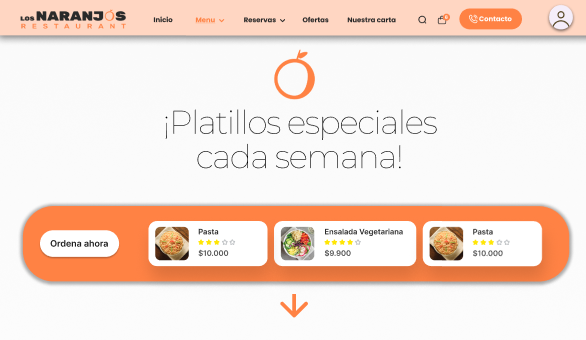 LOS NARANJOS
RESTAURANT
Inicio
Menu
Reservas
Ofertas
Nuestra carta
Contacto
¡Platillos especiales
cada semana!
Ordena ahora
Pasta
$10.000
Ensalada Vegetariana
$9.900
Pasta
$10.000